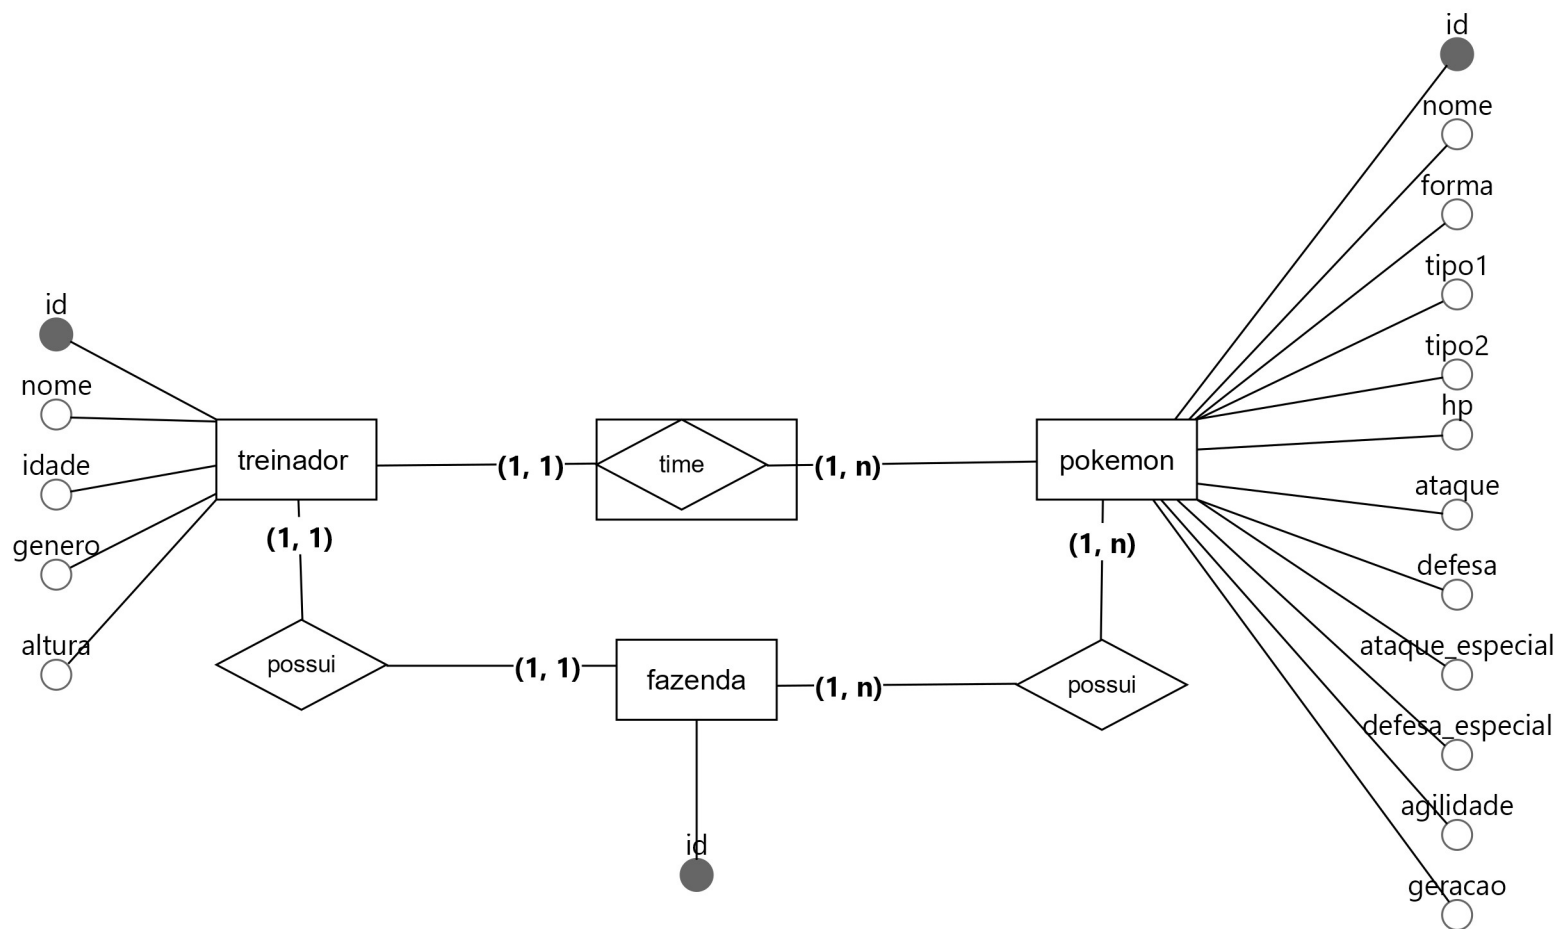 id
nome
forma
tipo1
id
tipo2
nome
hp
treinador
(1, 1)
time
(1, n)
pokemon
idade
ataque
(1, 1)
(1, n)
genero
defesa
altura
possui
(1, 1)
fazenda
(1, n)
possui
ataque_especial
defesa_especial
agilidade
id
geracao